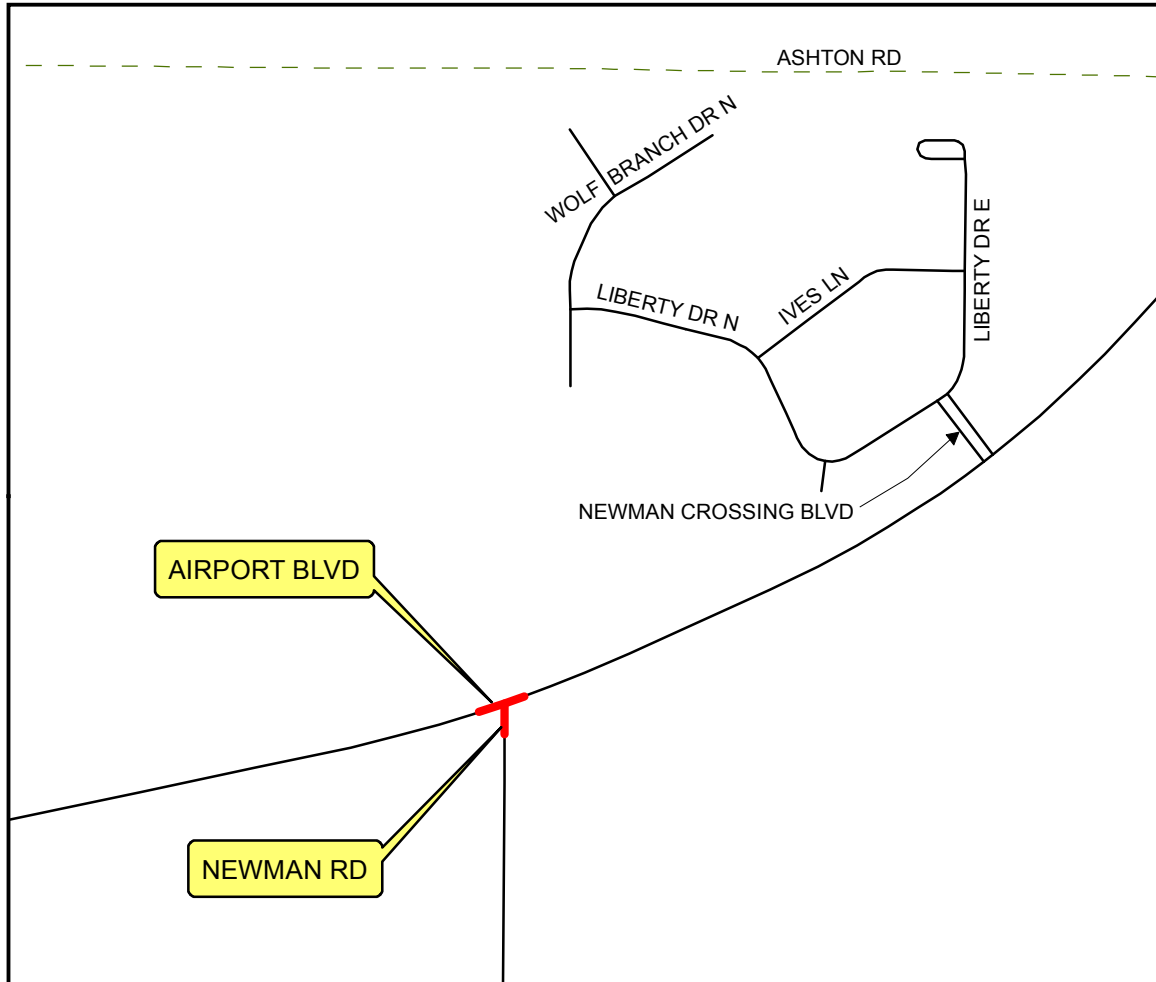 ASHTON RD
WOLF BRANCH DR N
LIBERTY DR E
IVES LN
LIBERTY DR N
NEWMAN CROSSING BLVD
AIRPORT BLVD
NEWMAN RD